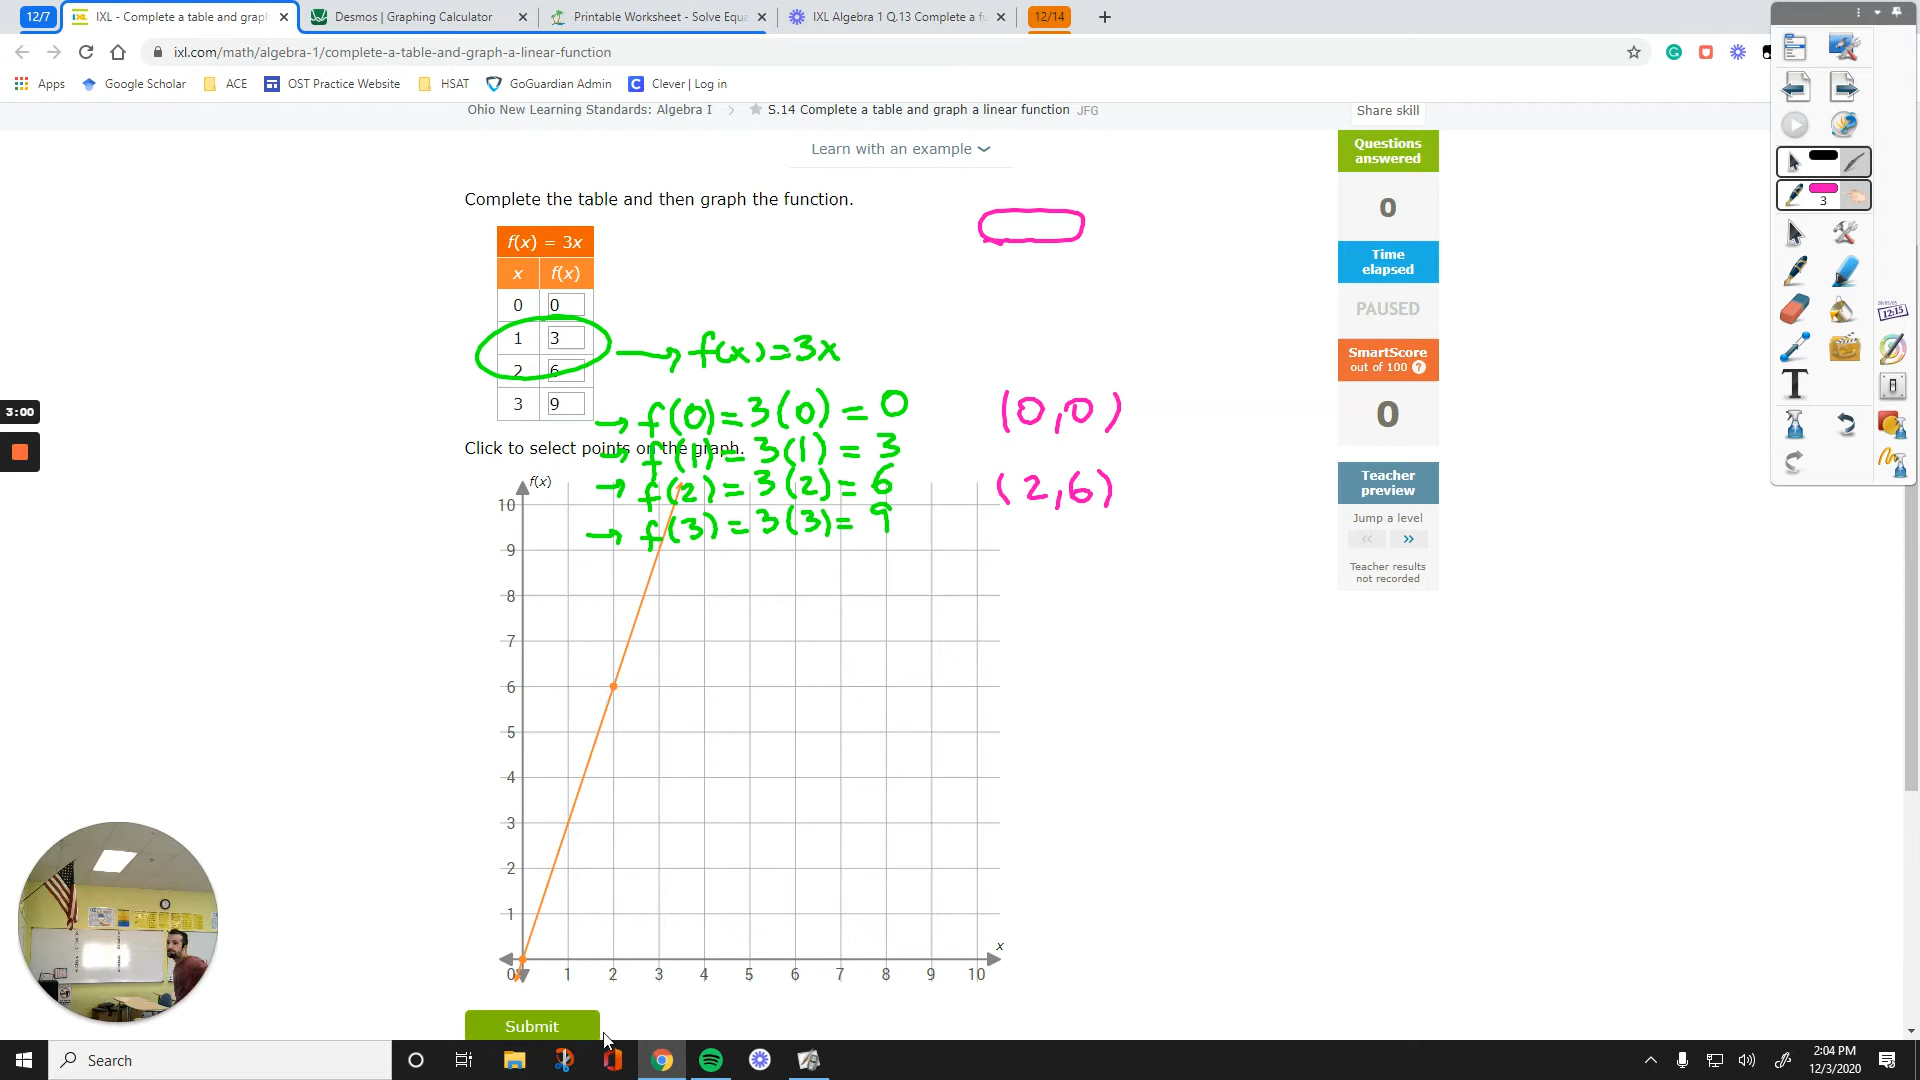 12/7
IXL - Complete a table and graph
Desmos | Graphing Calculator
Printable Worksheet - Solve Equa
IXL Algebra 1 Q.13 Complete a fu
12/14
ixl.com/math/algebra-1/complete-a-table-and-graph-a-linear-function
Apps
Google Scholar
ACE
OST Practice Website
HSAT
GoGuardian Admin
Clever | Log in
Ohio New Learning Standards: Algebra I
S.14 Complete a table and graph a linear function JFG
Share skill
Learn with an example
Complete the table and then graph the function.
f(x) = 3x
x f(x)
0 0
1 3
2 6
3 9
→ f(x)=3x
→ f(0)=3(0)=0
→ f(1)=3(1)=3
→ f(2)=3(2)=6
→ f(3)=3(3)=9
(0,0)
(2,6)
Click to select points on the graph.
f(x)
10
9
8
7
6
5
4
3
2
1
x
0 1 2 3 4 5 6 7 8 9 10
Submit
Questions
answered
0
Time
elapsed
PAUSED
SmartScore
out of 100 ?
0
Teacher
preview
Jump a level
Teacher results
not recorded
3
12:15
T
3:00
Search
2:04 PM
12/3/2020